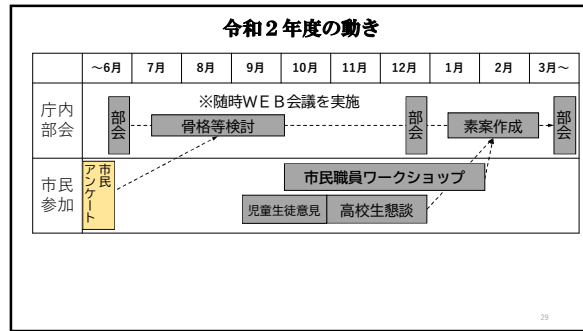 令和２年度の動き
～6月 7月 8月 9月 10月 11月 12月 1月 2月 3月～
庁内部会
※随時ＷＥＢ会議を実施
部会
骨格等検討
部会
素案作成
部会
市民参加
市民アンケート
市民職員ワークショップ
児童生徒意見
高校生懇談
29